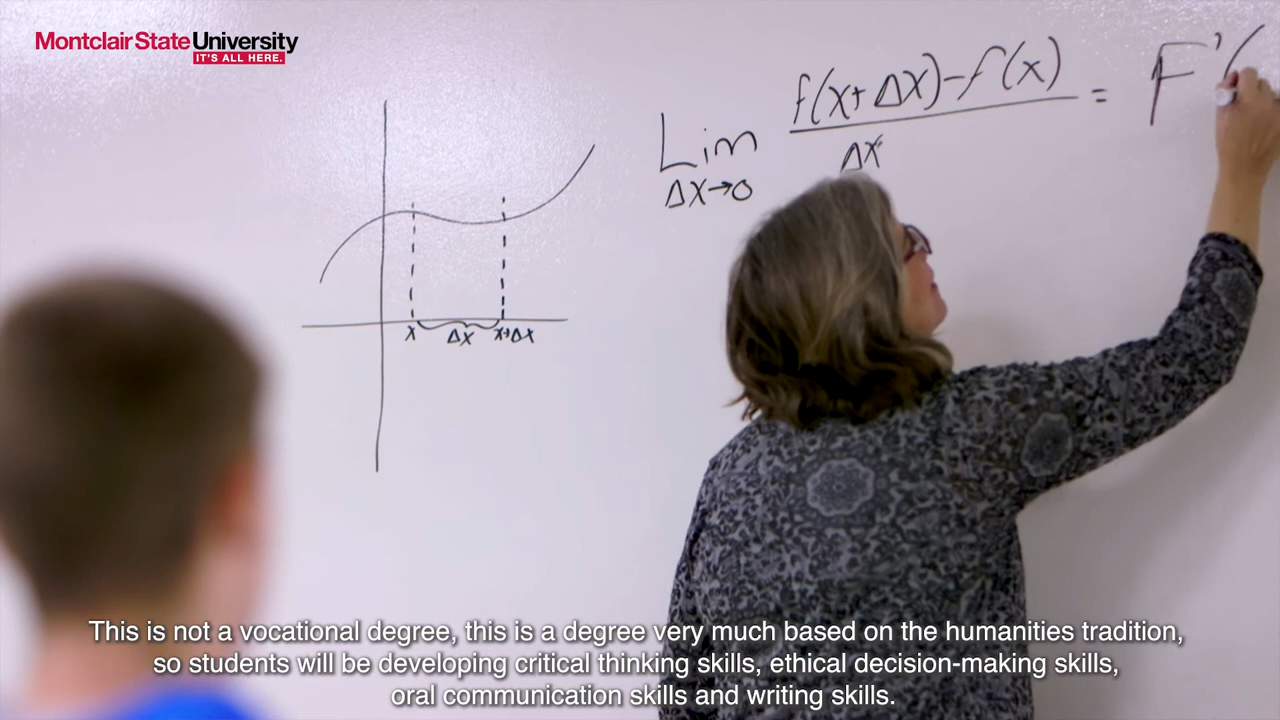 Montclair State University
IT'S ALL HERE.
Lim f(x+Δx)-f(x) = F'(
Δx→0 Δx
x Δx x+Δx
This is not a vocational degree, this is a degree very much based on the humanities tradition,
so students will be developing critical thinking skills, ethical decision-making skills,
oral communication skills and writing skills.